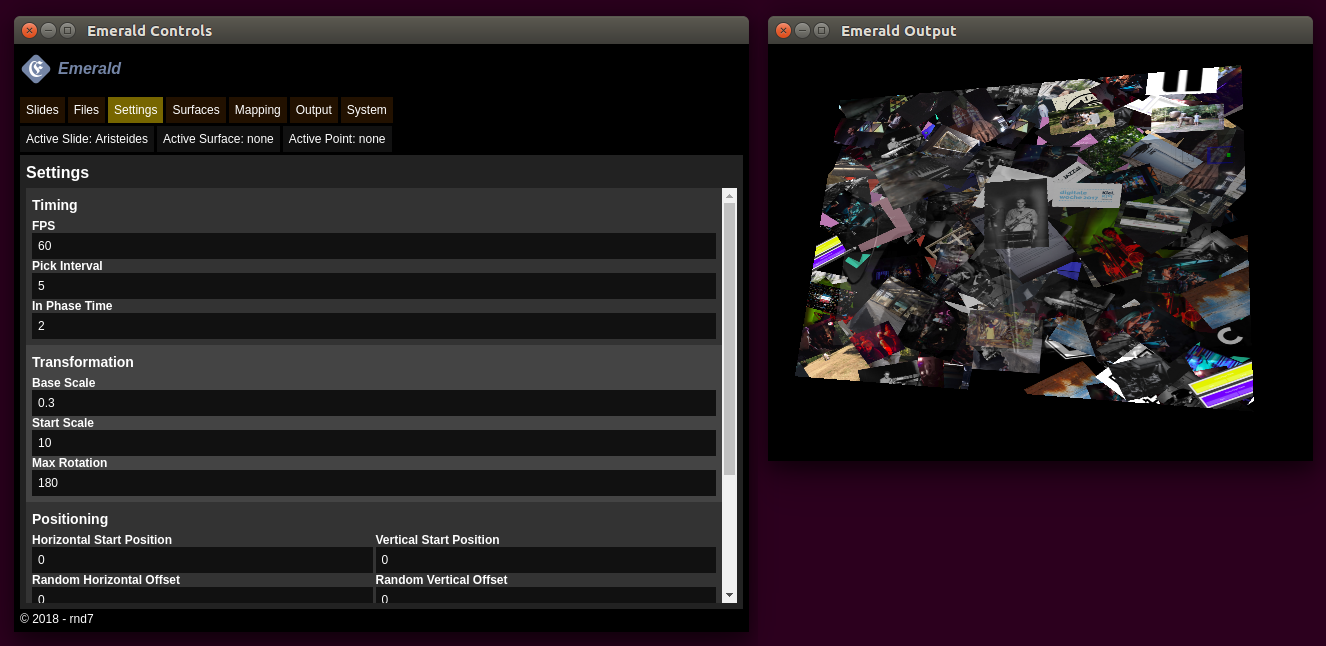 Emerald Controls
Emerald
Slides Files Settings Surfaces Mapping Output System
Active Slide: Aristeides Active Surface: none Active Point: none
Settings
Timing
FPS
60
Pick Interval
5
In Phase Time
2
Transformation
Base Scale
0.3
Start Scale
10
Max Rotation
180
Positioning
Horizontal Start Position Vertical Start Position
0 0
Random Horizontal Offset Random Vertical Offset
0 0
© 2018 - rnd7
Emerald Output